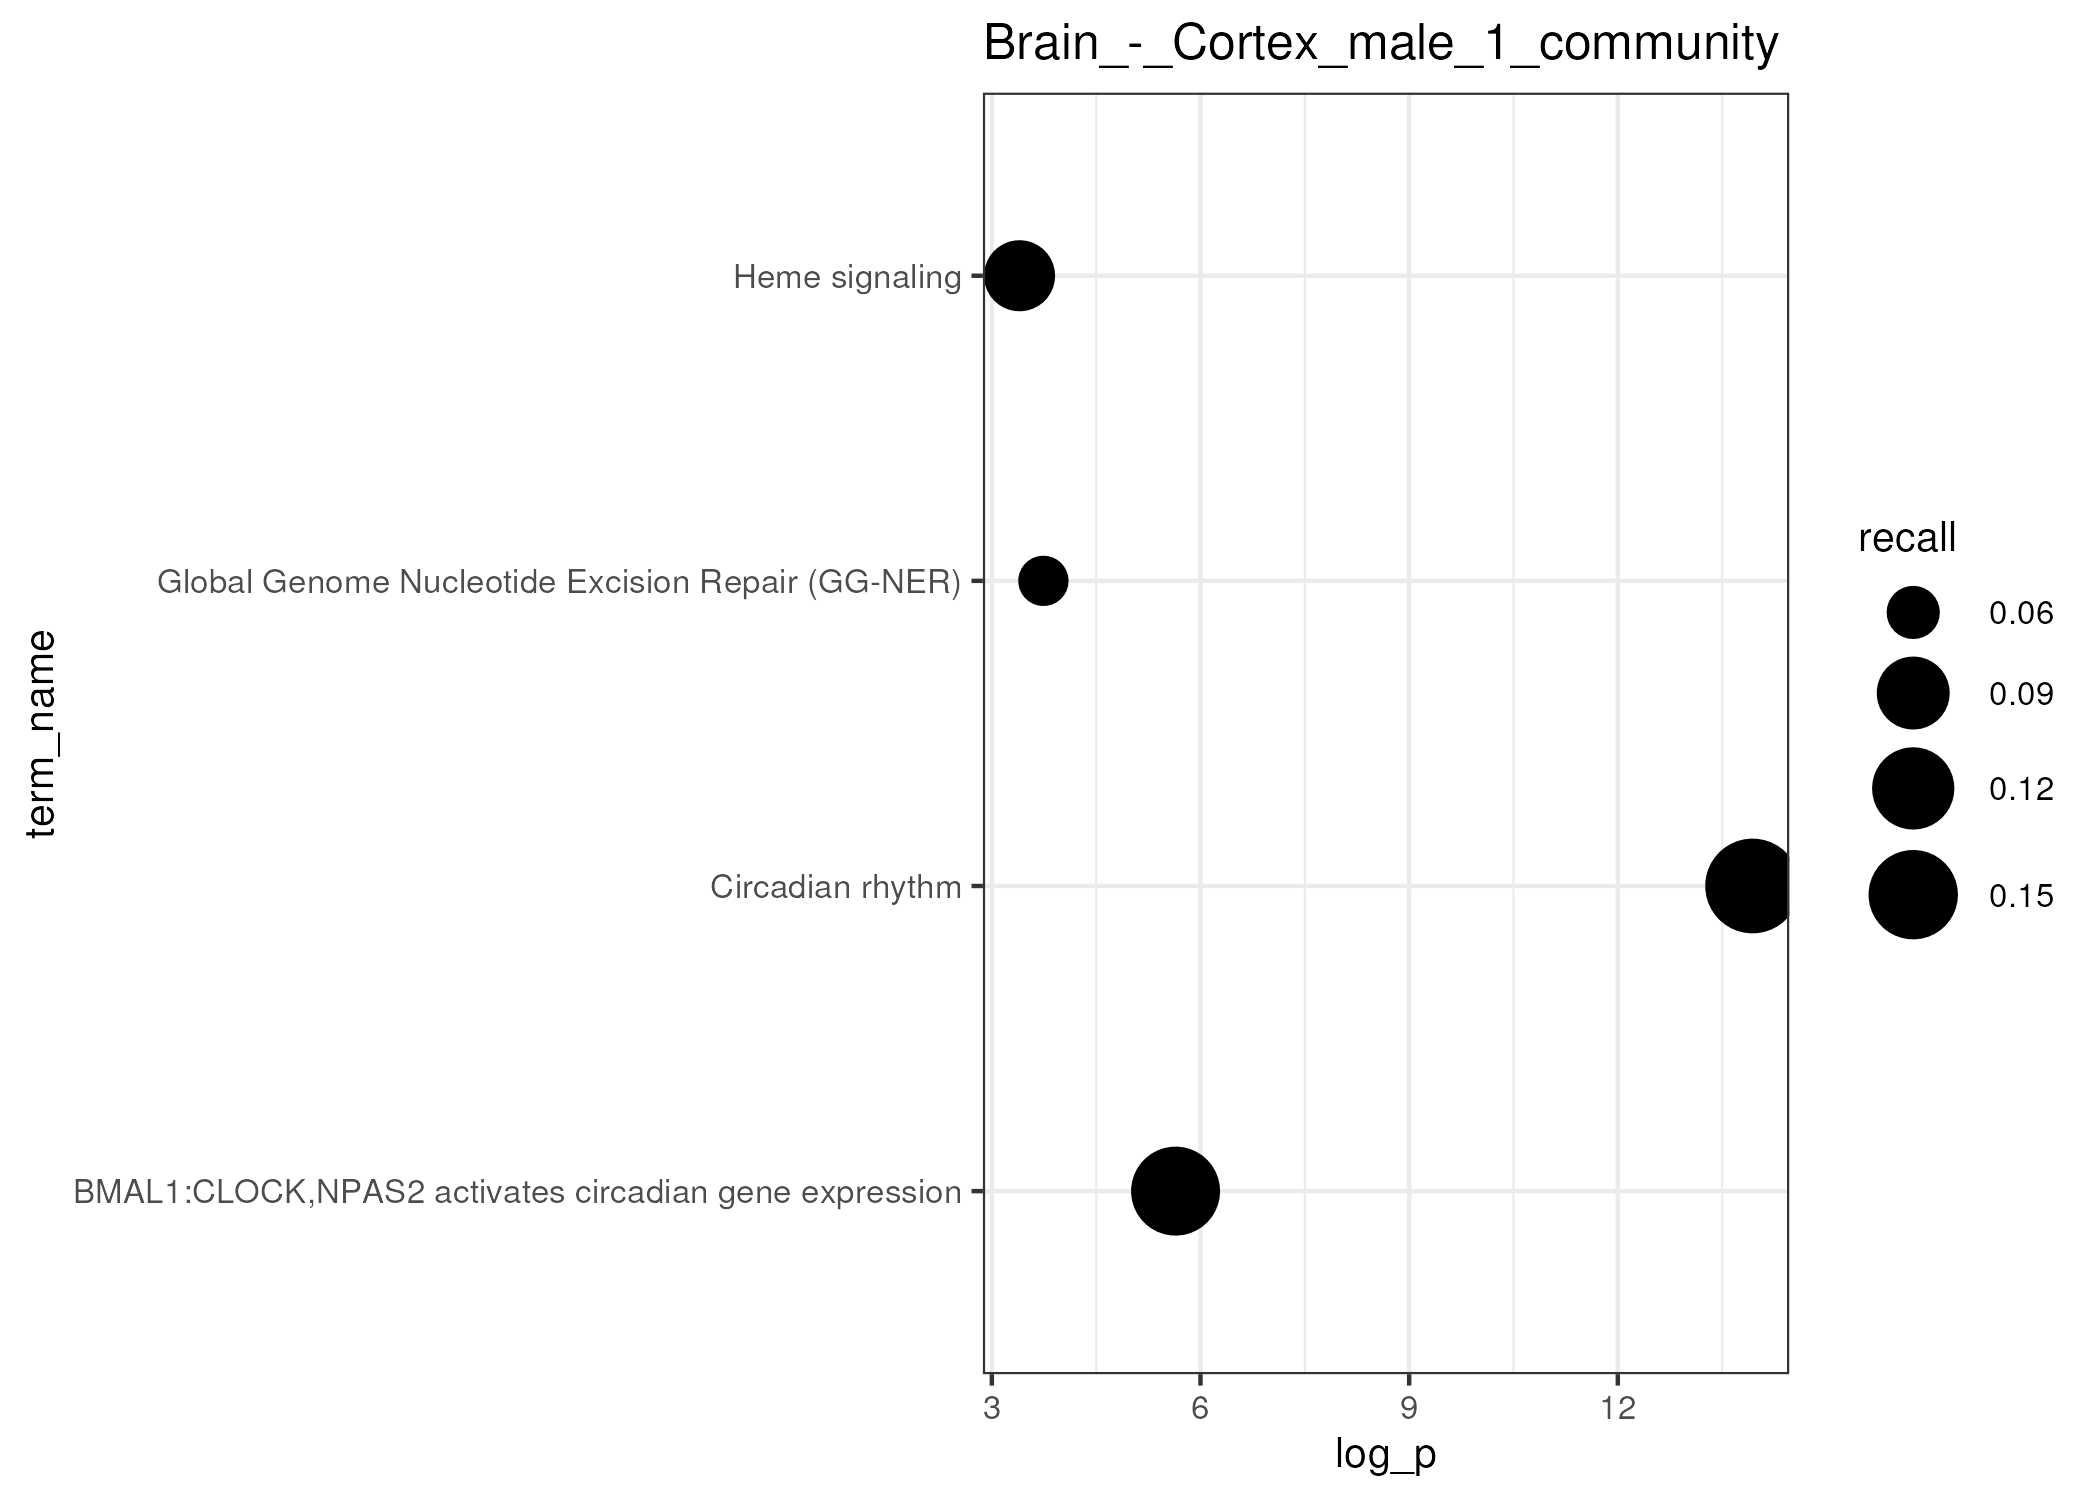 Brain_-_Cortex_male_1_community
Heme signaling
Global Genome Nucleotide Excision Repair (GG-NER)
Circadian rhythm
BMAL1:CLOCK,NPAS2 activates circadian gene expression
term_name
3 6 9 12
log_p
recall
0.06
0.09
0.12
0.15